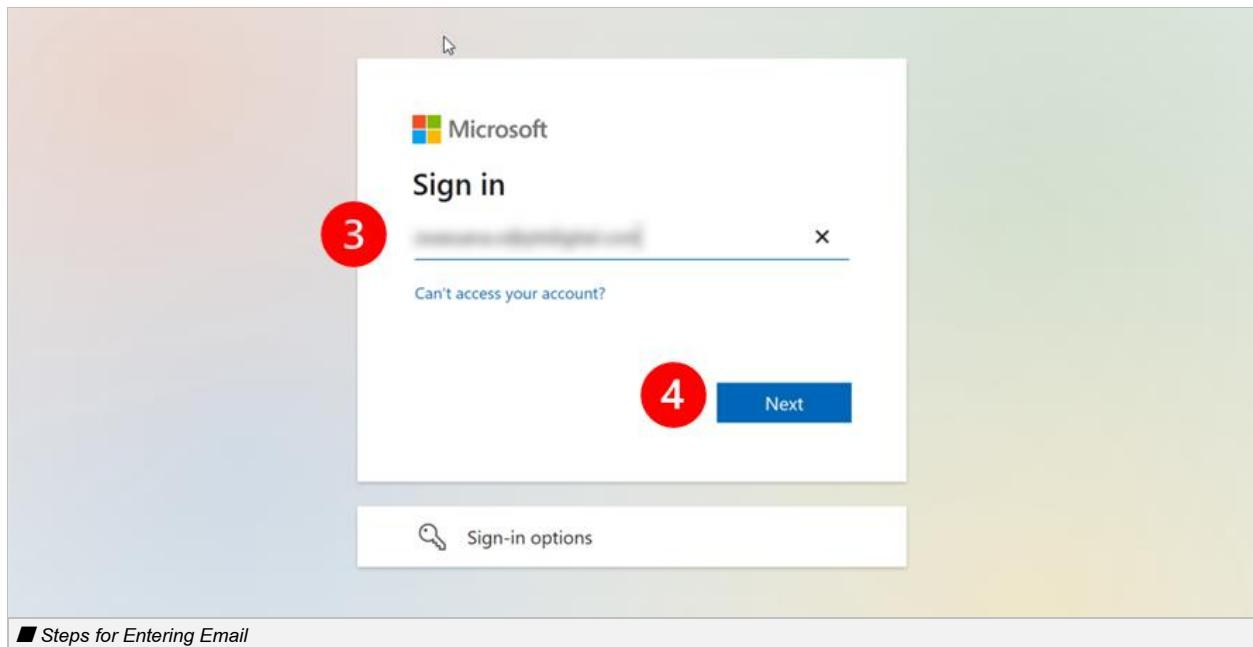 Microsoft
Sign in
3
Can't access your account?
4
Next
Sign-in options
Steps for Entering Email